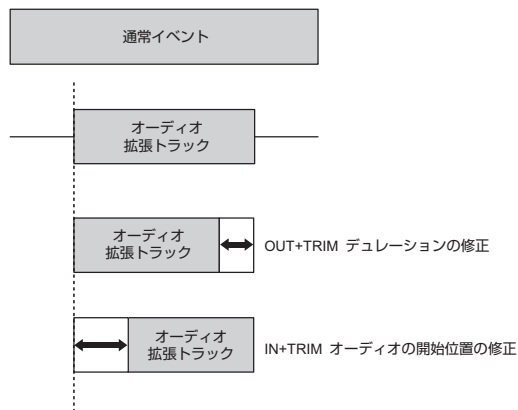 通常イベント
オーディオ
拡張トラック
オーディオ
拡張トラック
OUT+TRIM デュレーションの修正
オーディオ
拡張トラック
IN+TRIM オーディオの開始位置の修正